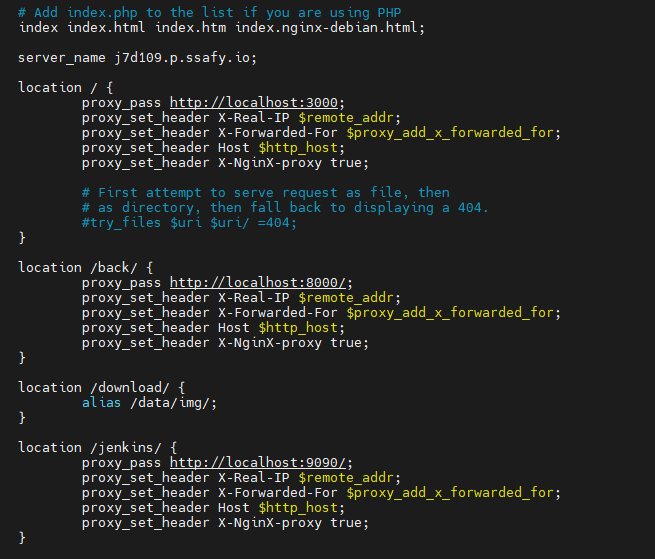 # Add index.php to the list if you are using PHP
index index.html index.htm index.nginx-debian.html;
server_name j7d109.p.ssafy.io;
location / {
proxy_pass http://localhost:3000;
proxy_set_header X-Real-IP $remote_addr;
proxy_set_header X-Forwarded-For $proxy_add_x_forwarded_for;
proxy_set_header Host $http_host;
proxy_set_header X-NginX-proxy true;
# First attempt to serve request as file, then
# as directory, then fall back to displaying a 404.
#try_files $uri $uri/ =404;
}
location /back/ {
proxy_pass http://localhost:8000/;
proxy_set_header X-Real-IP $remote_addr;
proxy_set_header X-Forwarded-For $proxy_add_x_forwarded_for;
proxy_set_header Host $http_host;
proxy_set_header X-NginX-proxy true;
}
location /download/ {
alias /data/img/;
}
location /jenkins/ {
proxy_pass http://localhost:9090/;
proxy_set_header X-Real-IP $remote_addr;
proxy_set_header X-Forwarded-For $proxy_add_x_forwarded_for;
proxy_set_header Host $http_host;
proxy_set_header X-NginX-proxy true;
}